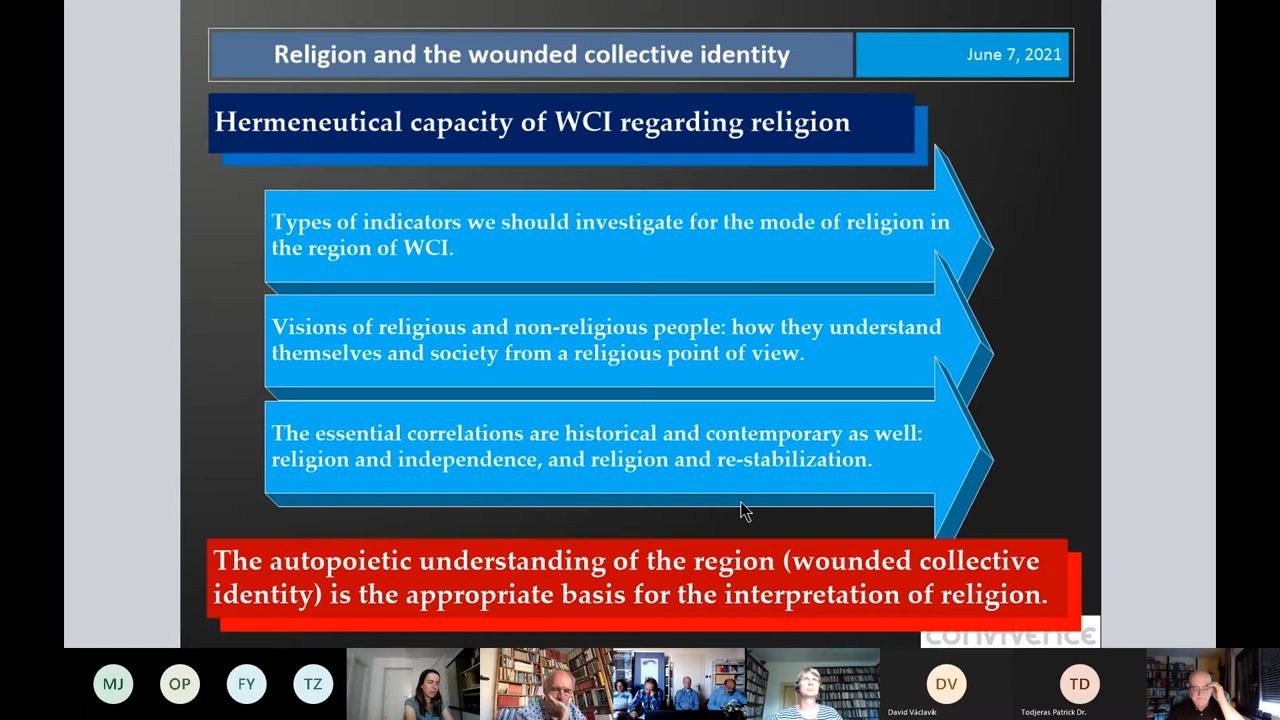 Religion and the wounded collective identity
June 7, 2021
Hermeneutical capacity of WCI regarding religion
Types of indicators we should investigate for the mode of religion in
the region of WCI.
Visions of religious and non-religious people: how they understand
themselves and society from a religious point of view.
The essential correlations are historical and contemporary as well:
religion and independence, and religion and re-stabilization.
The autopoietic understanding of the region (wounded collective
identity) is the appropriate basis for the interpretation of religion.
convivence
MJ
OP
FY
TZ
DV
TD
David Václavik
Todjeras Patrick Dr.